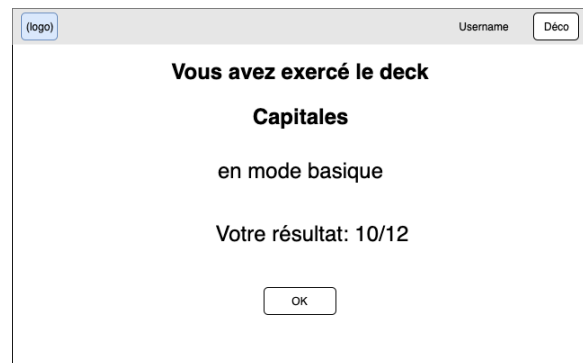 (logo) Username Déco
Vous avez exercé le deck
Capitales
en mode basique
Votre résultat: 10/12
OK